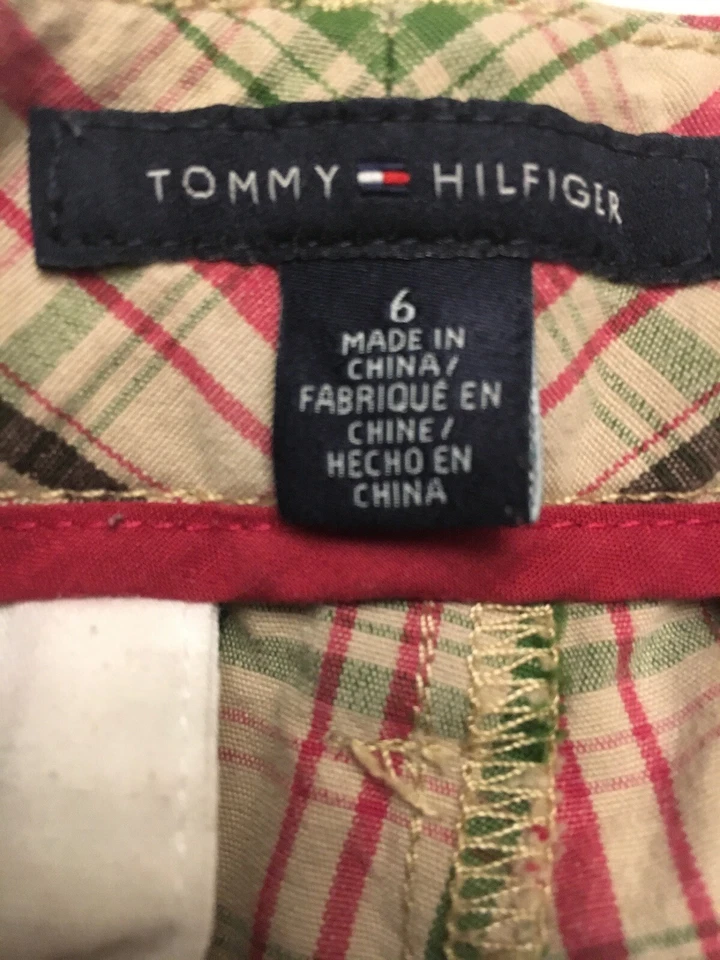 TOMMY HILFIGER
6
MADE IN
CHINA/
FABRIQUÉ EN
CHINE/
HECHO EN
CHINA